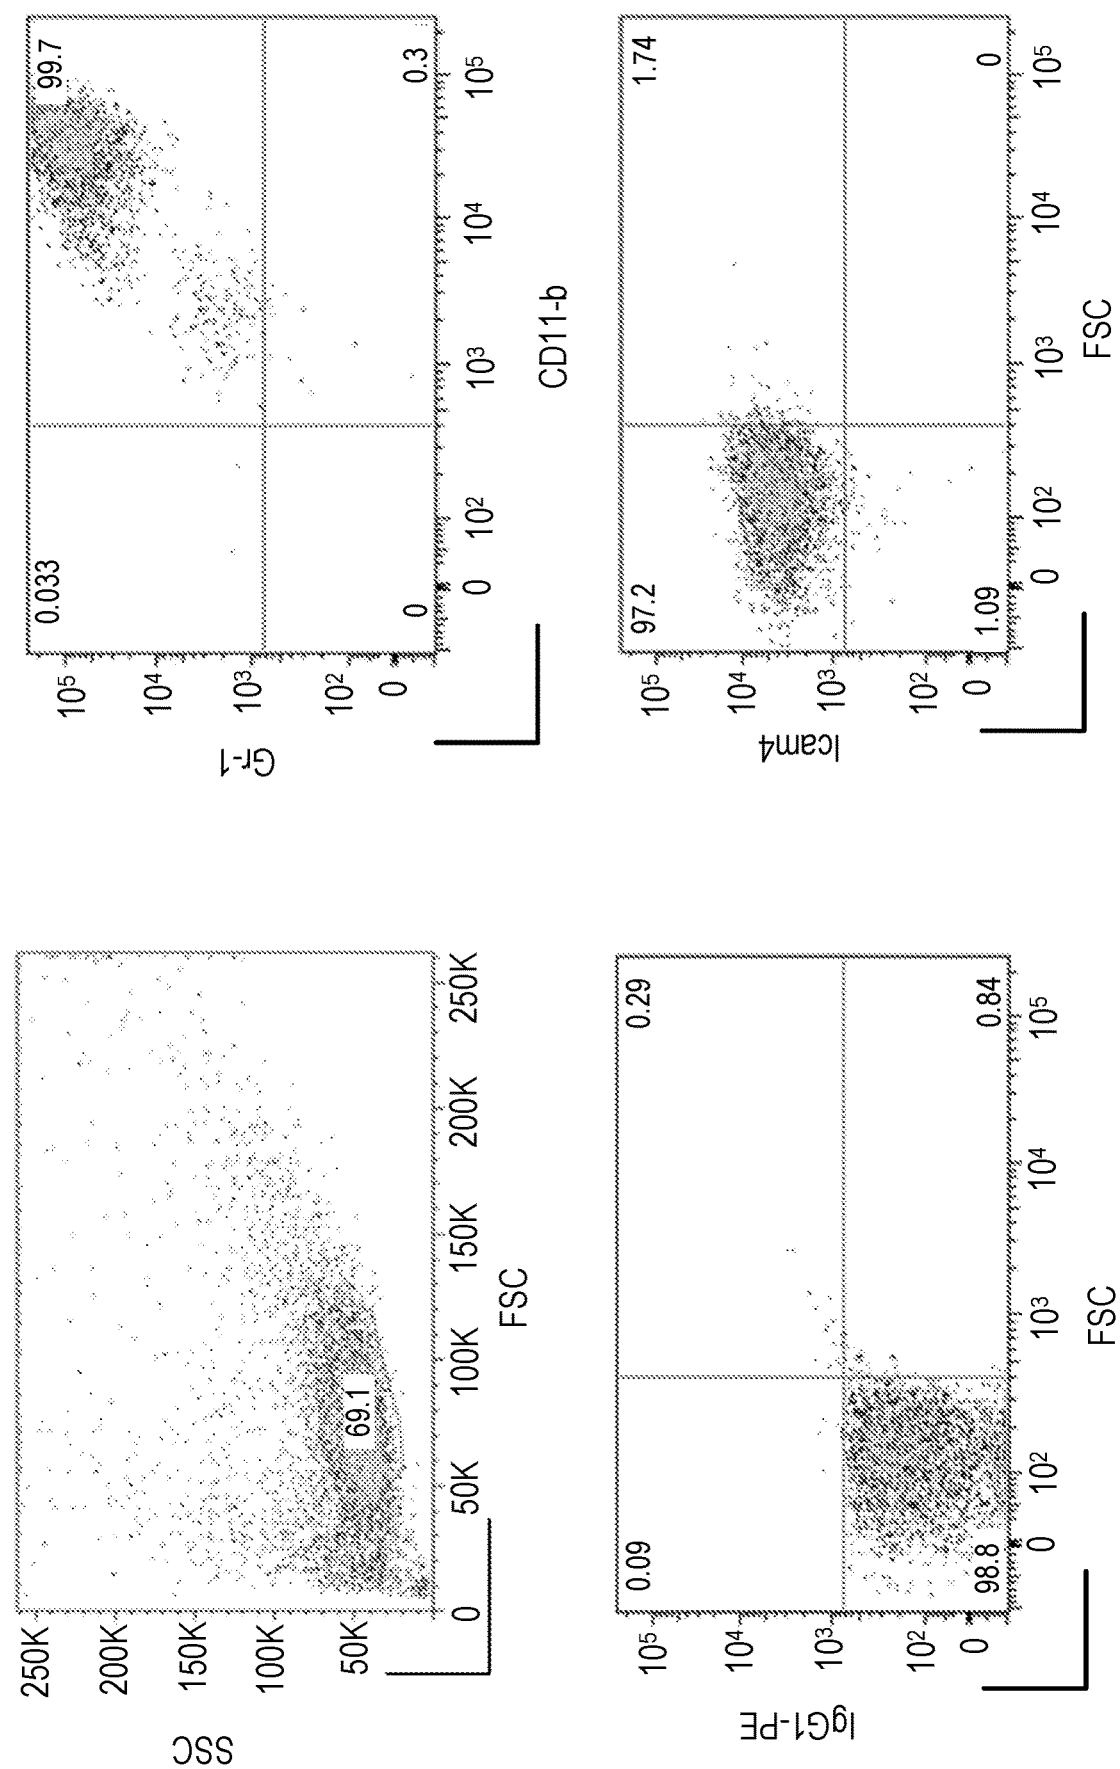 SSC
250K
200K
150K
100K
50K
0
50K
100K
150K
200K
250K
69.1
FSC
Gr-1
10⁵
10⁴
10³
10²
0
0.033
99.7
0
0.3
0
10²
10³
10⁴
10⁵
CD11-b
IgG1-PE
10⁵
10⁴
10³
10²
0
0.09
0.29
98.8
0.84
0
10²
10³
10⁴
10⁵
FSC
Icam4
10⁵
10⁴
10³
10²
0
97.2
1.74
1.09
0
0
10²
10³
10⁴
10⁵
FSC